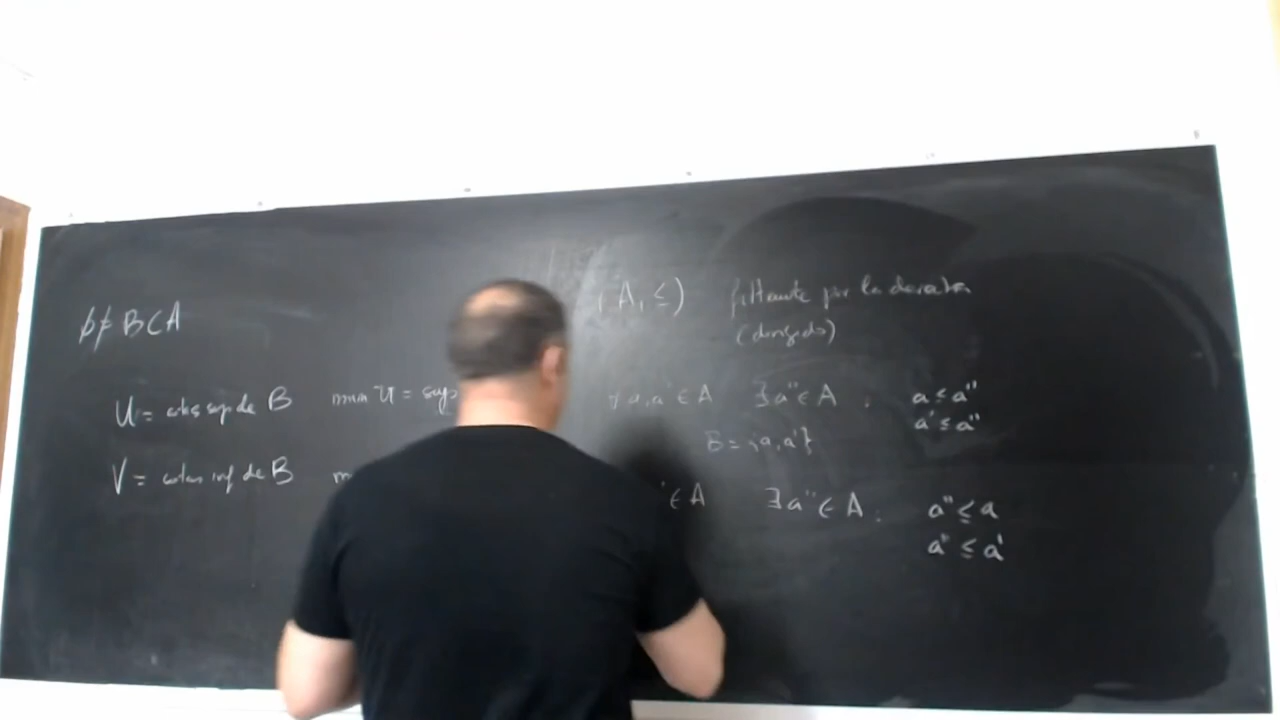 ∅ ≠ B ⊂ A
U = cotas sup de B min U = sup
V = cotas inf de B m
(A, ≤) filtrante por la derecha
(dirigido)
∀ a, a' ∈ A ∃ a'' ∈ A : a ≤ a''
a' ≤ a''
B = {a, a'}
' ∈ A ∃ a'' ∈ A : a'' ≤ a
a'' ≤ a'